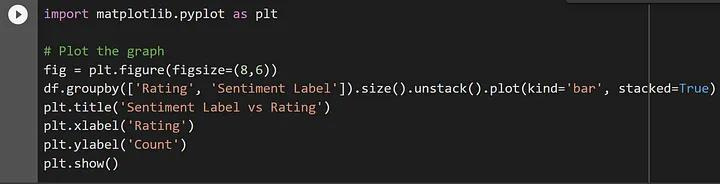 import matplotlib.pyplot as plt
# Plot the graph
fig = plt.figure(figsize=(8,6))
df.groupby(['Rating', 'Sentiment Label']).size().unstack().plot(kind='bar', stacked=True)
plt.title('Sentiment Label vs Rating')
plt.xlabel('Rating')
plt.ylabel('Count')
plt.show()